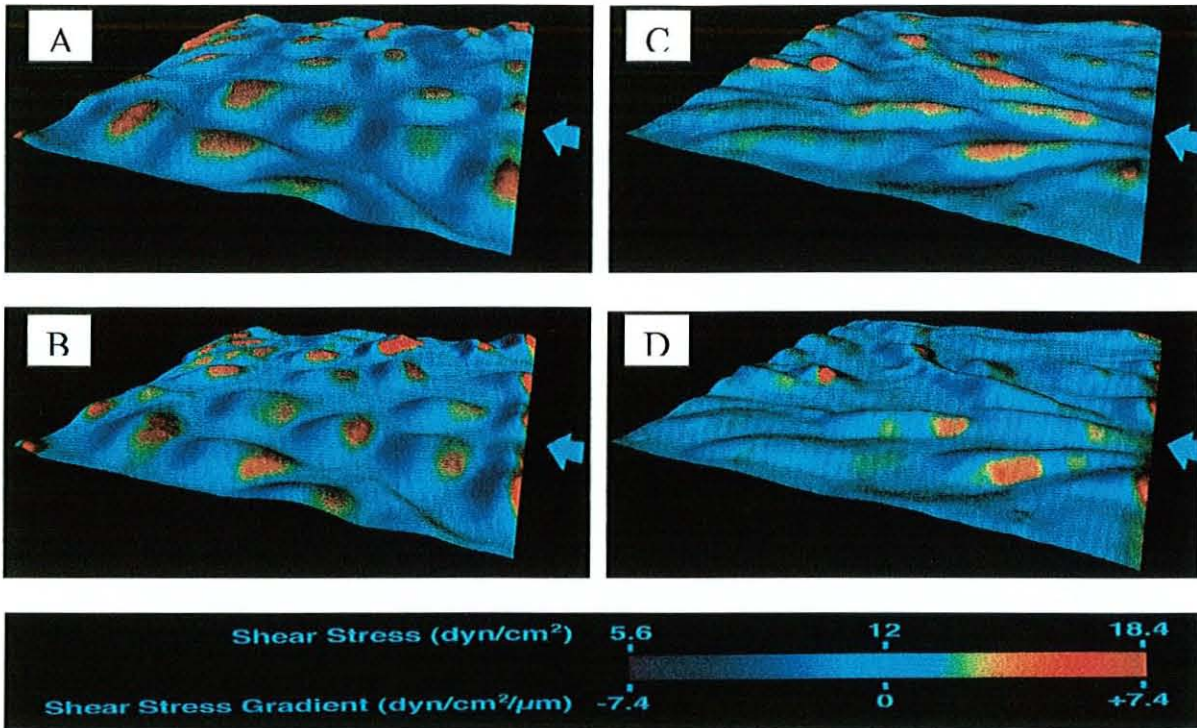 A
C
B
D
Shear Stress (dyn/cm²) 5.6 12 18.4
Shear Stress Gradient (dyn/cm²/µm) -7.4 0 +7.4